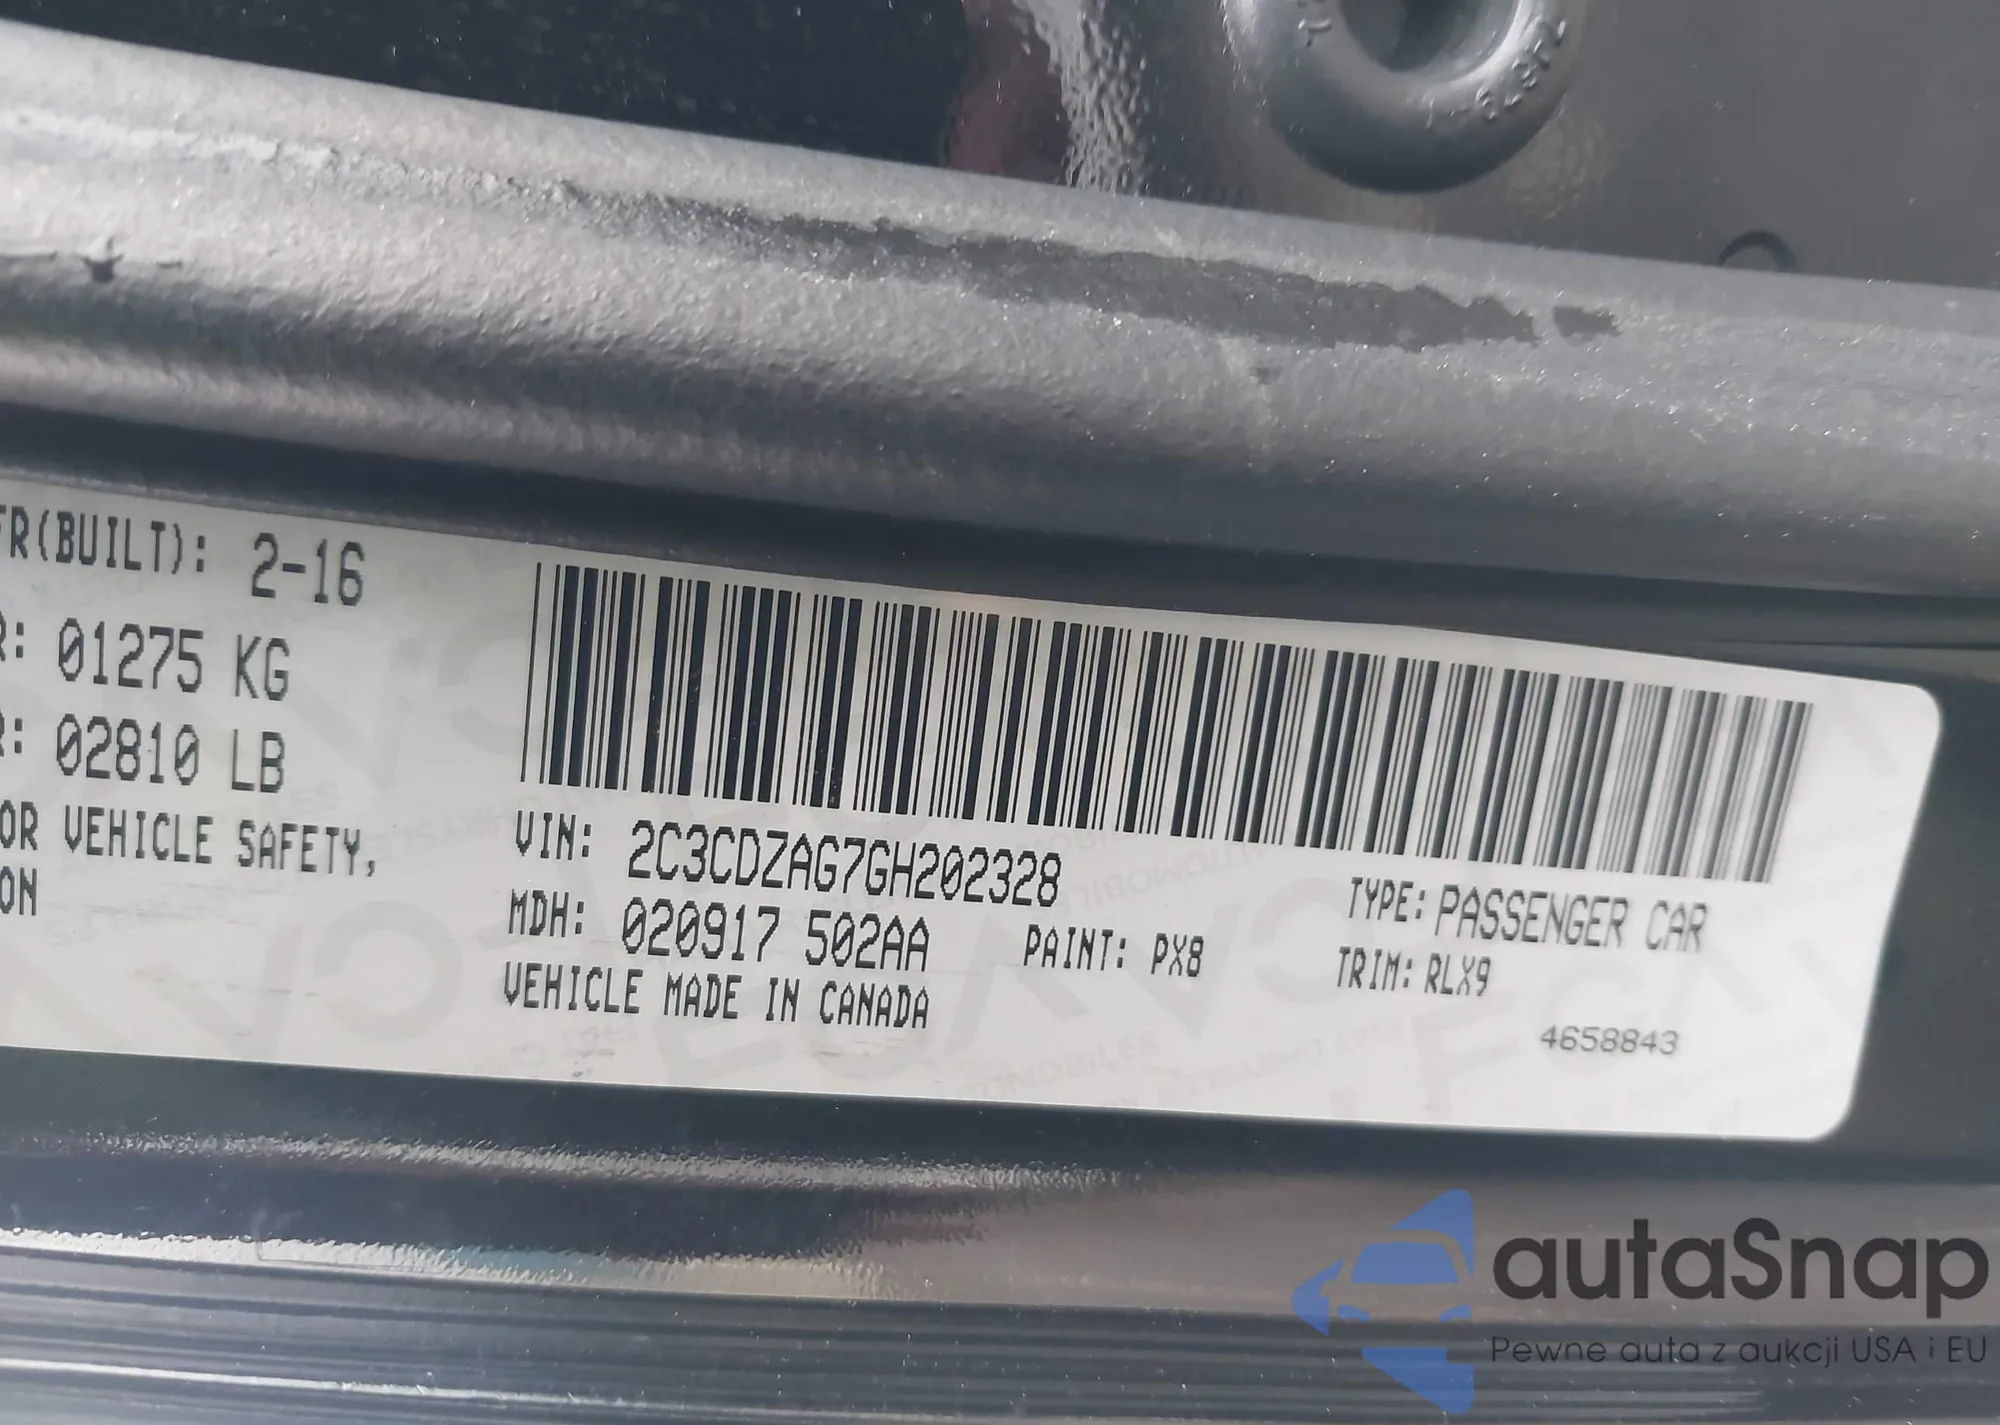 FR(BUILT): 2-16
R: 01275 KG
R: 02810 LB
OR VEHICLE SAFETY,
ON
VIN: 2C3CDZAG7GH202328
MDH: 020917 502AA
PAINT: PX8
VEHICLE MADE IN CANADA
TYPE: PASSENGER CAR
TRIM: RLX9
4658843
autaSnap
Pewne auta z aukcji USA i EU